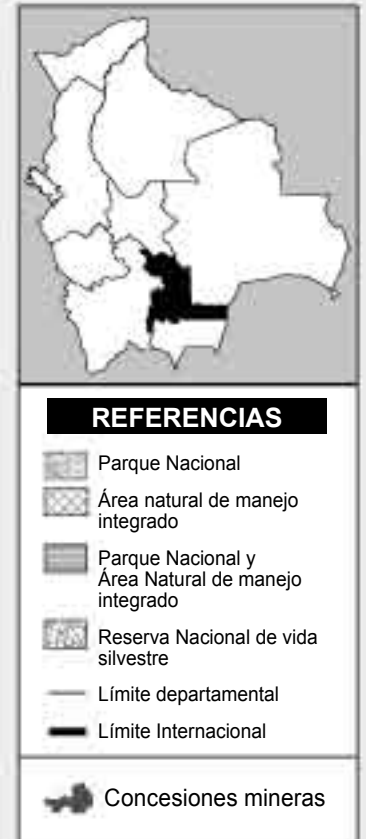 REFERENCIAS
Parque Nacional
Área natural de manejo
integrado
Parque Nacional y
Área Natural de manejo
integrado
Reserva Nacional de vida
silvestre
Límite departamental
Límite Internacional
Concesiones mineras